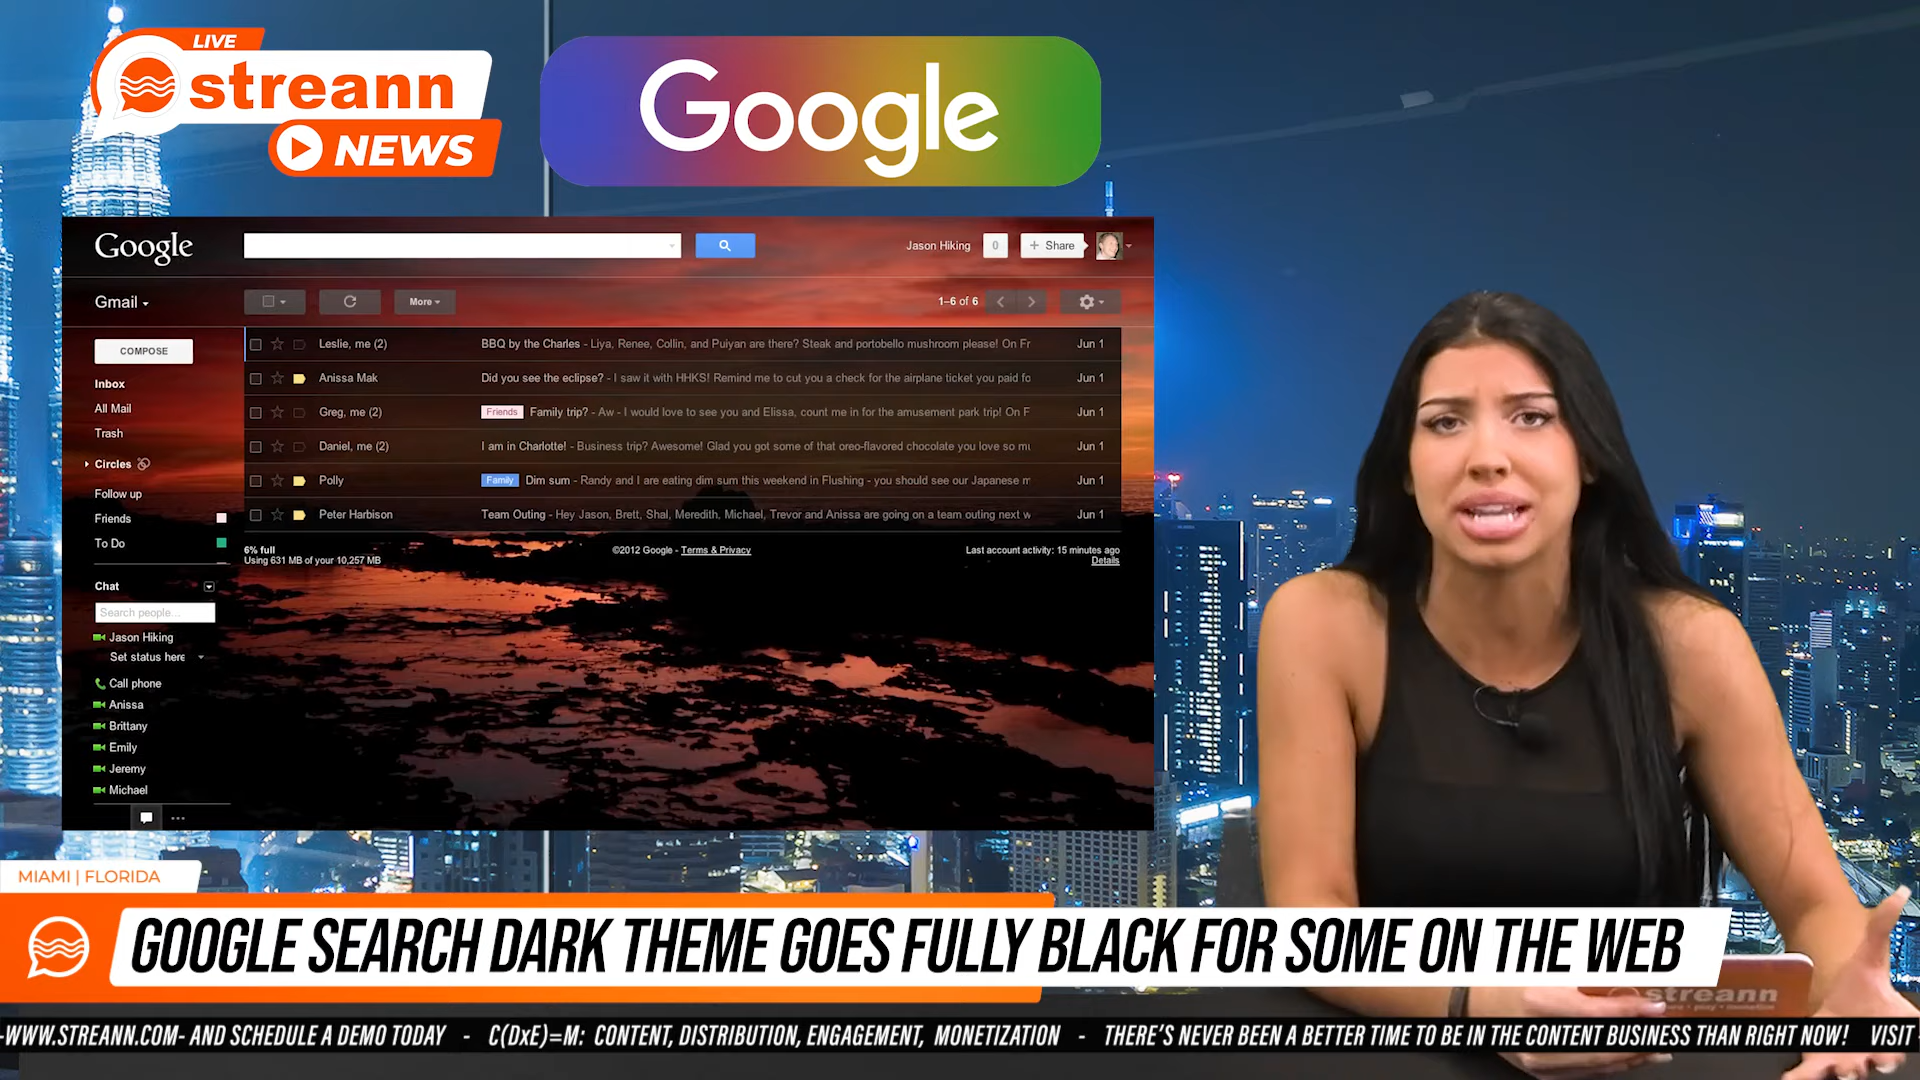 LIVE
streann
NEWS
Google
Google
Jason Hiking
0
+ Share
Gmail
More
1–6 of 6
COMPOSE
Inbox
All Mail
Trash
Circles
Follow up
Friends
To Do
Leslie, me (2) BBQ by the Charles - Liya, Renee, Collin, and Puiyan are there? Steak and portobello mushroom please! On Fr Jun 1
Anissa Mak Did you see the eclipse? - I saw it with HHKS! Remind me to cut you a check for the airplane ticket you paid fo Jun 1
Greg, me (2) Friends Family trip? - Aw - I would love to see you and Elissa, count me in for the amusement park trip! On F Jun 1
Daniel, me (2) I am in Charlotte! - Business trip? Awesome! Glad you got some of that oreo-flavored chocolate you love so mu Jun 1
Polly Family Dim sum - Randy and I are eating dim sum this weekend in Flushing - you should see our Japanese m Jun 1
Peter Harbison Team Outing - Hey Jason, Brett, Shal, Meredith, Michael, Trevor and Anissa are going on a team outing next w Jun 1
6% full
Using 631 MB of your 10,257 MB
©2012 Google - Terms & Privacy
Last account activity: 15 minutes ago
Details
Chat
Search people...
Jason Hiking
Set status here
Call phone
Anissa
Brittany
Emily
Jeremy
Michael
MIAMI | FLORIDA
GOOGLE SEARCH DARK THEME GOES FULLY BLACK FOR SOME ON THE WEB
streann
-WWW.STREANN.COM- AND SCHEDULE A DEMO TODAY - C(DxE)=M: CONTENT, DISTRIBUTION, ENGAGEMENT, MONETIZATION - THERE'S NEVER BEEN A BETTER TIME TO BE IN THE CONTENT BUSINESS THAN RIGHT NOW! VISIT -